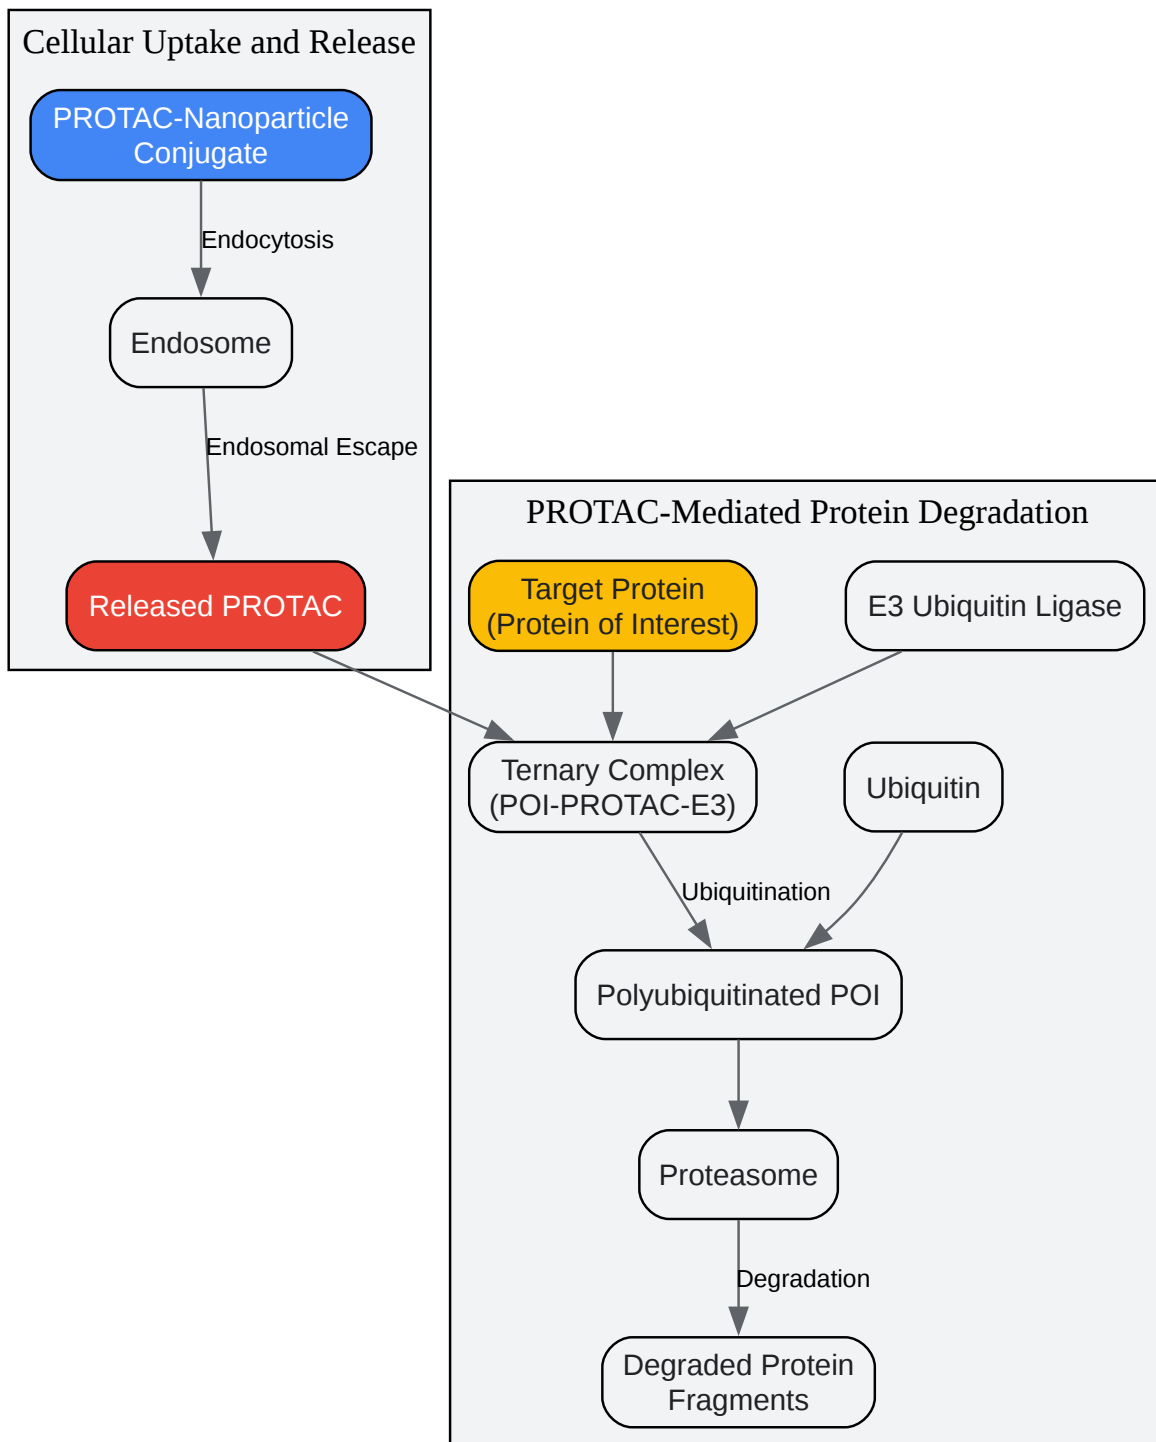 Cellular Uptake and Release
PROTAC-Nanoparticle
Conjugate
Endocytosis
Endosome
Endosomal Escape
Released PROTAC
PROTAC-Mediated Protein Degradation
Target Protein
(Protein of Interest)
E3 Ubiquitin Ligase
Ternary Complex
(POI-PROTAC-E3)
Ubiquitin
Ubiquitination
Polyubiquitinated POI
Proteasome
Degradation
Degraded Protein
Fragments